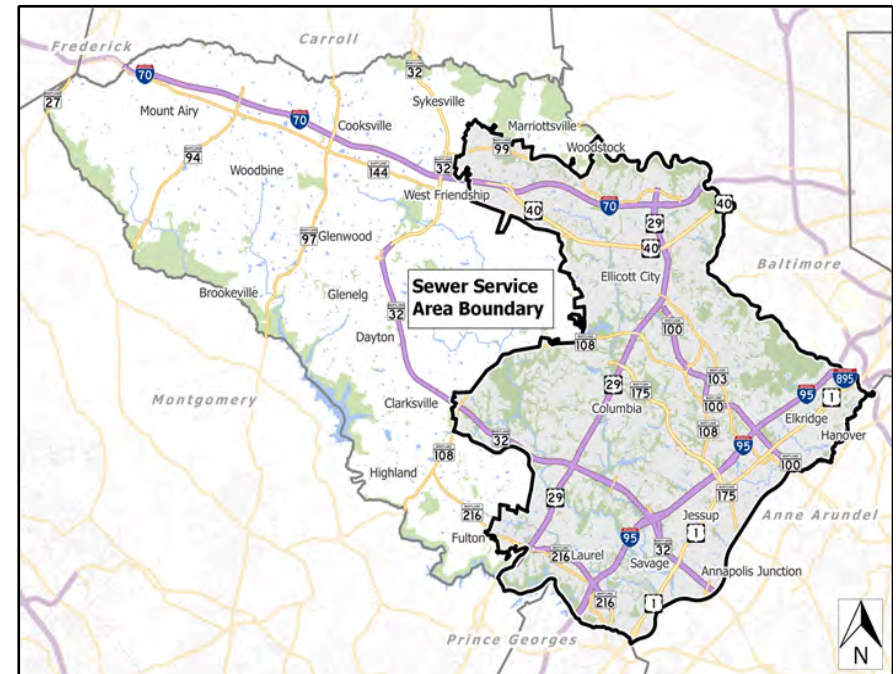 Frederick
Carroll
70
27
Mount Airy
94
70
Cooksville
32
Sykesville
Marriottsville
99
Woodstock
Woodbine
144
32
West Friendship
40
70
29
40
40
97
Glenwood
Ellicott City
Baltimore
Brookeville
Glenelg
Sewer Service
Area Boundary
32
Dayton
108
100
Montgomery
Clarksville
29
175
Columbia
103
100
108
95
895
1
Elkridge
Hanover
32
95
100
Highland
108
29
175
216
Fulton
Jessup
Anne Arundel
95
1
216
Laurel
32
Savage
Annapolis Junction
216
1
Prince Georges
N